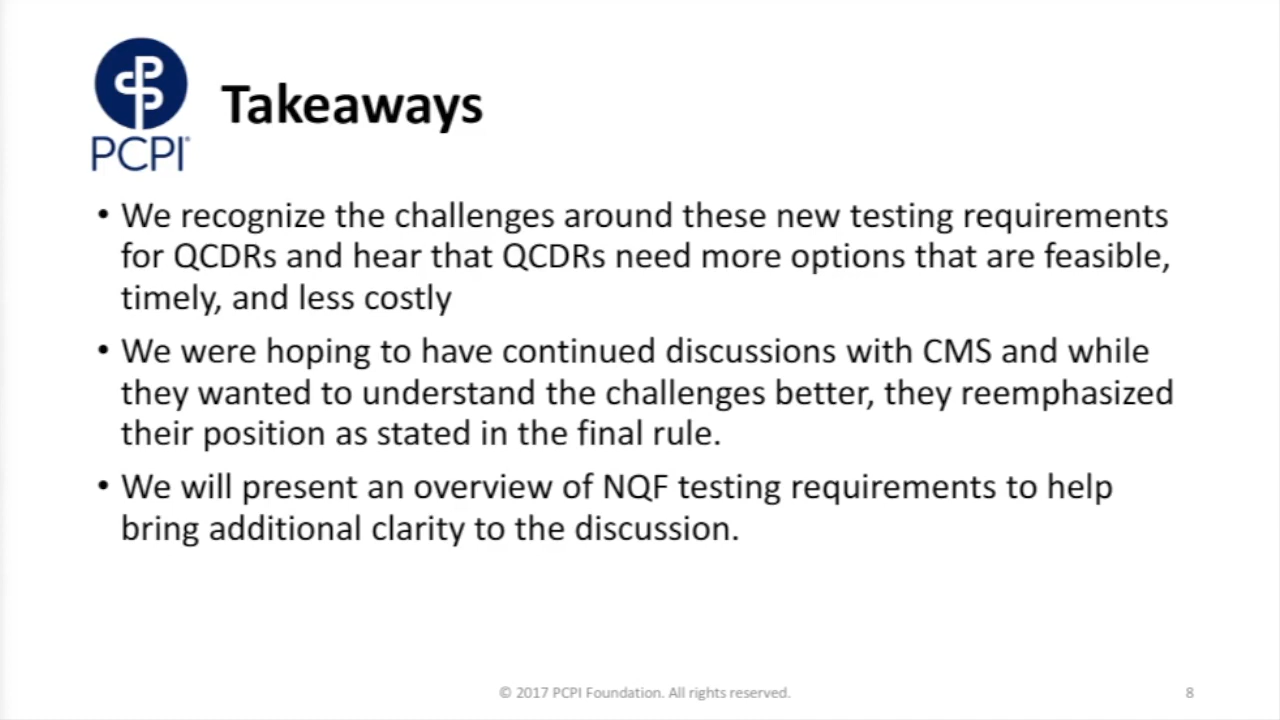 Takeaways
PCPI®
• We recognize the challenges around these new testing requirements
for QCDRs and hear that QCDRs need more options that are feasible,
timely, and less costly
• We were hoping to have continued discussions with CMS and while
they wanted to understand the challenges better, they reemphasized
their position as stated in the final rule.
• We will present an overview of NQF testing requirements to help
bring additional clarity to the discussion.
© 2017 PCPI Foundation. All rights reserved.
8